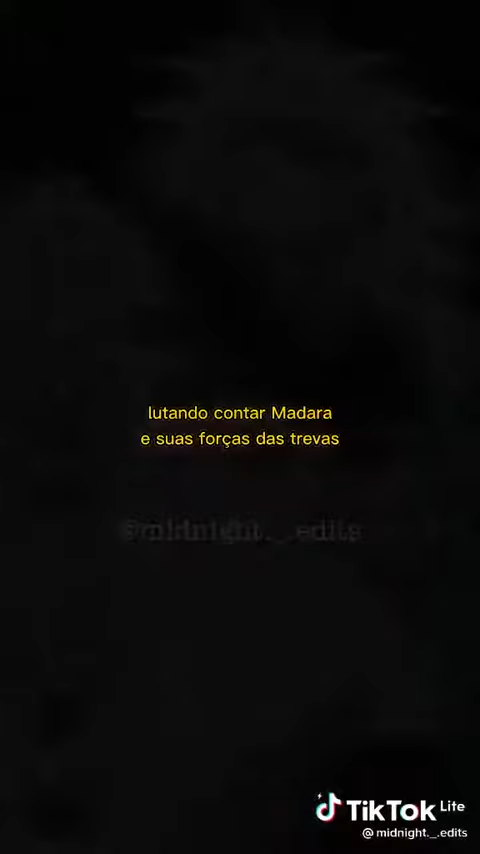 lutando contar Madara
e suas forças das trevas
@midnight._.edits
TikTok Lite
@midnight._.edits